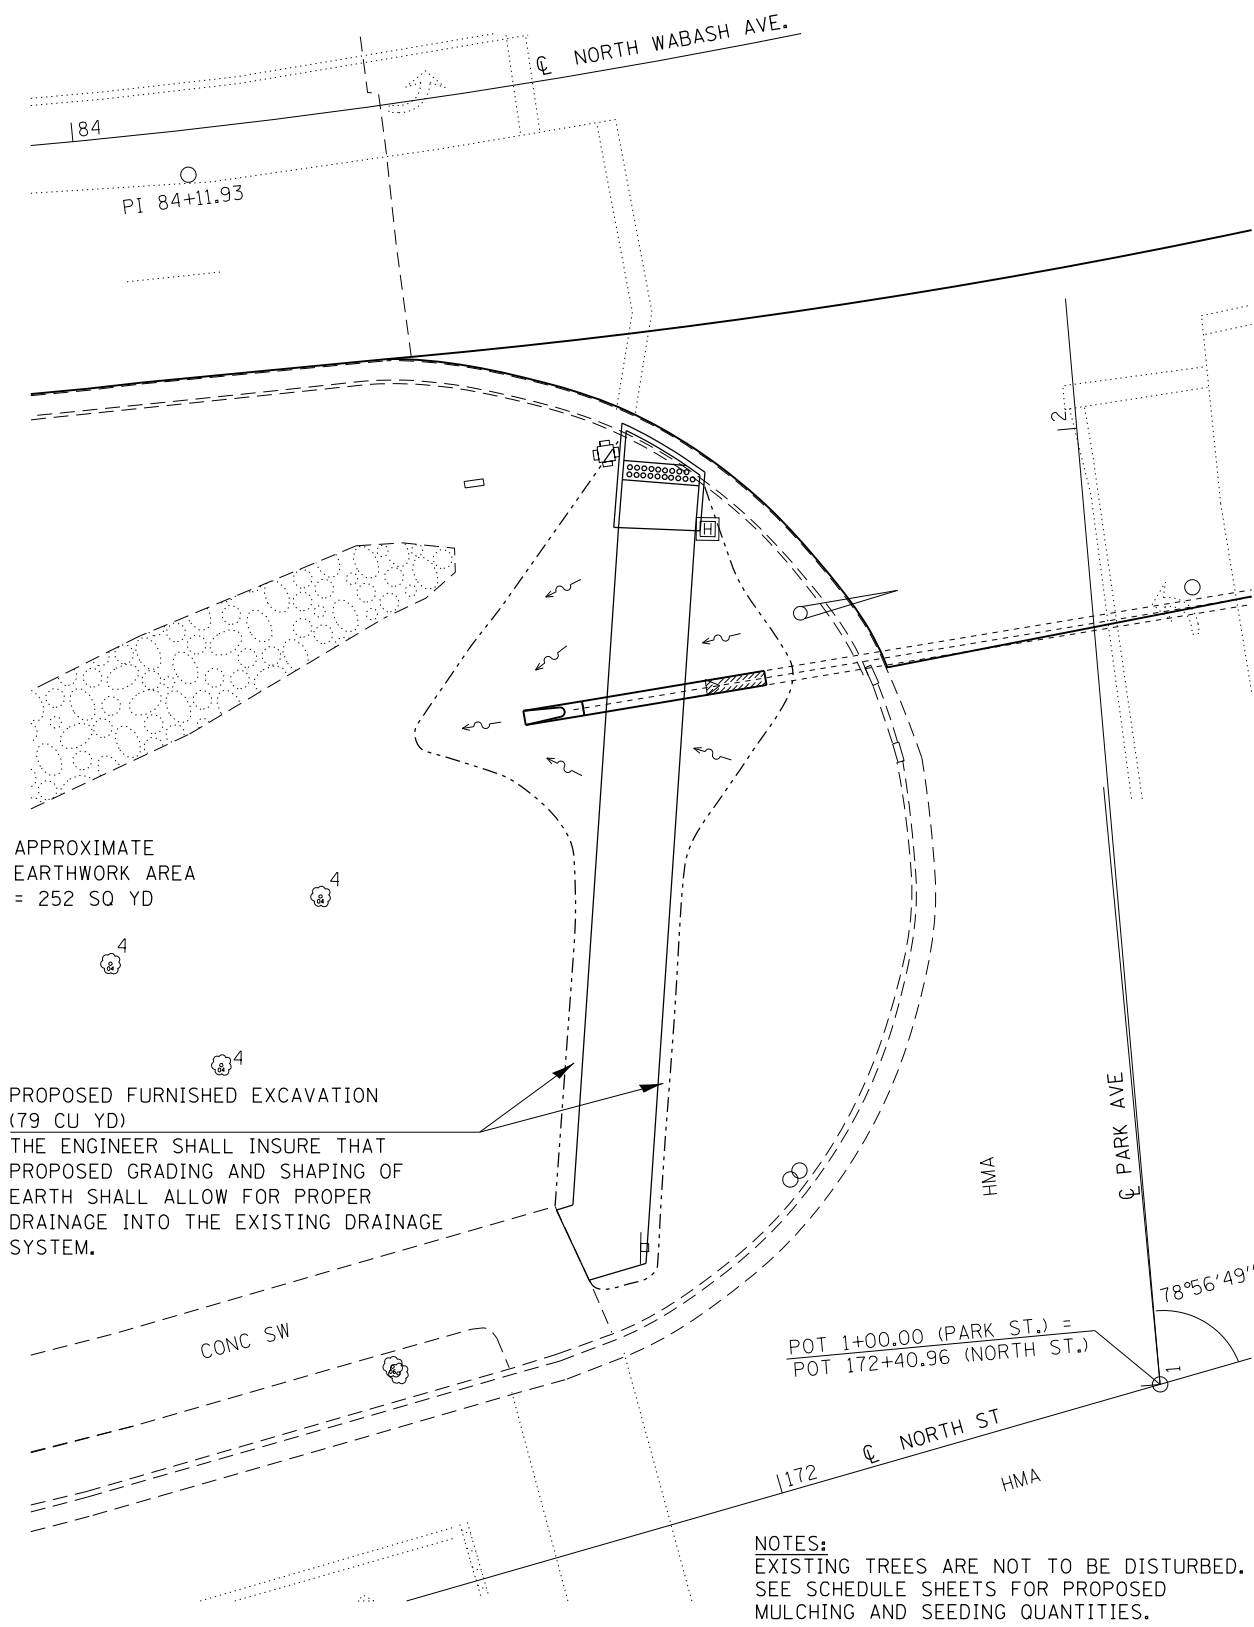 ℄ NORTH WABASH AVE.
84
PI 84+11.93
2
H
APPROXIMATE
EARTHWORK AREA
= 252 SQ YD
4
4
4
PROPOSED FURNISHED EXCAVATION
(79 CU YD)
THE ENGINEER SHALL INSURE THAT
PROPOSED GRADING AND SHAPING OF
EARTH SHALL ALLOW FOR PROPER
DRAINAGE INTO THE EXISTING DRAINAGE
SYSTEM.
HMA
℄ PARK AVE
78°56'49''
CONC SW
POT 1+00.00 (PARK ST.) =
POT 172+40.96 (NORTH ST.)
1
℄ NORTH ST
172
HMA
NOTES:
EXISTING TREES ARE NOT TO BE DISTURBED.
SEE SCHEDULE SHEETS FOR PROPOSED
MULCHING AND SEEDING QUANTITIES.